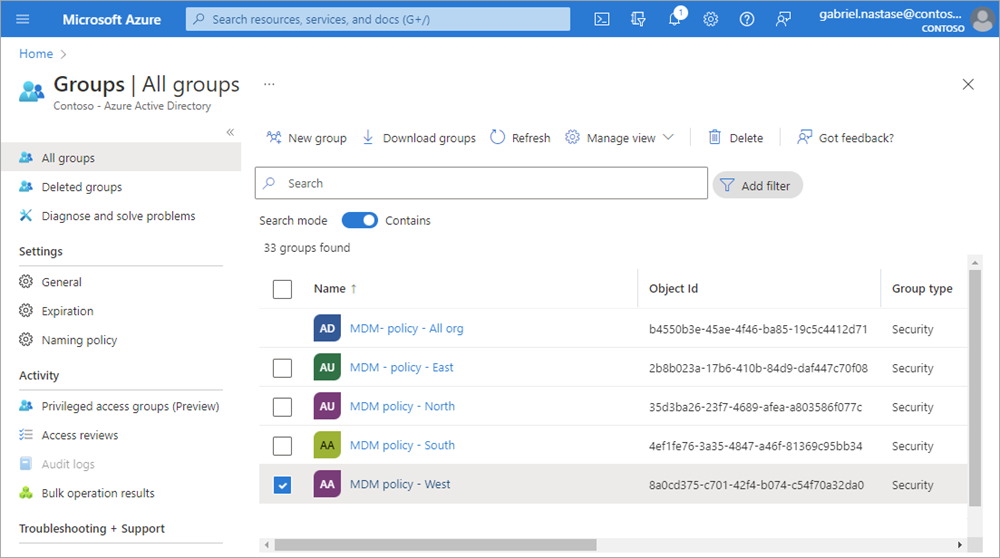 Microsoft Azure
Search resources, services, and docs (G+/)
1
gabriel.nastase@contos...
CONTOSO
Home >
Groups | All groups ...
Contoso - Azure Active Directory
«
All groups
Deleted groups
Diagnose and solve problems
Settings
General
Expiration
Naming policy
Activity
Privileged access groups (Preview)
Access reviews
Audit logs
Bulk operation results
Troubleshooting + Support
New group
Download groups
Refresh
Manage view
Delete
Got feedback?
Search
Add filter
Search mode
Contains
33 groups found
Name ↑ Object Id Group type
AD MDM- policy - All org b4550b3e-45ae-4f46-ba85-19c5c4412d71 Security
AU MDM - policy - East 2b8b023a-17b6-410b-84d9-daf447c70f08 Security
AU MDM policy - North 35d3ba26-23f7-4689-afea-a803586f077c Security
AA MDM policy - South 4ef1fe76-3a35-4847-a46f-81369c95bb34 Security
AA MDM policy - West 8a0cd375-c701-42f4-b074-c54f70a32da0 Security